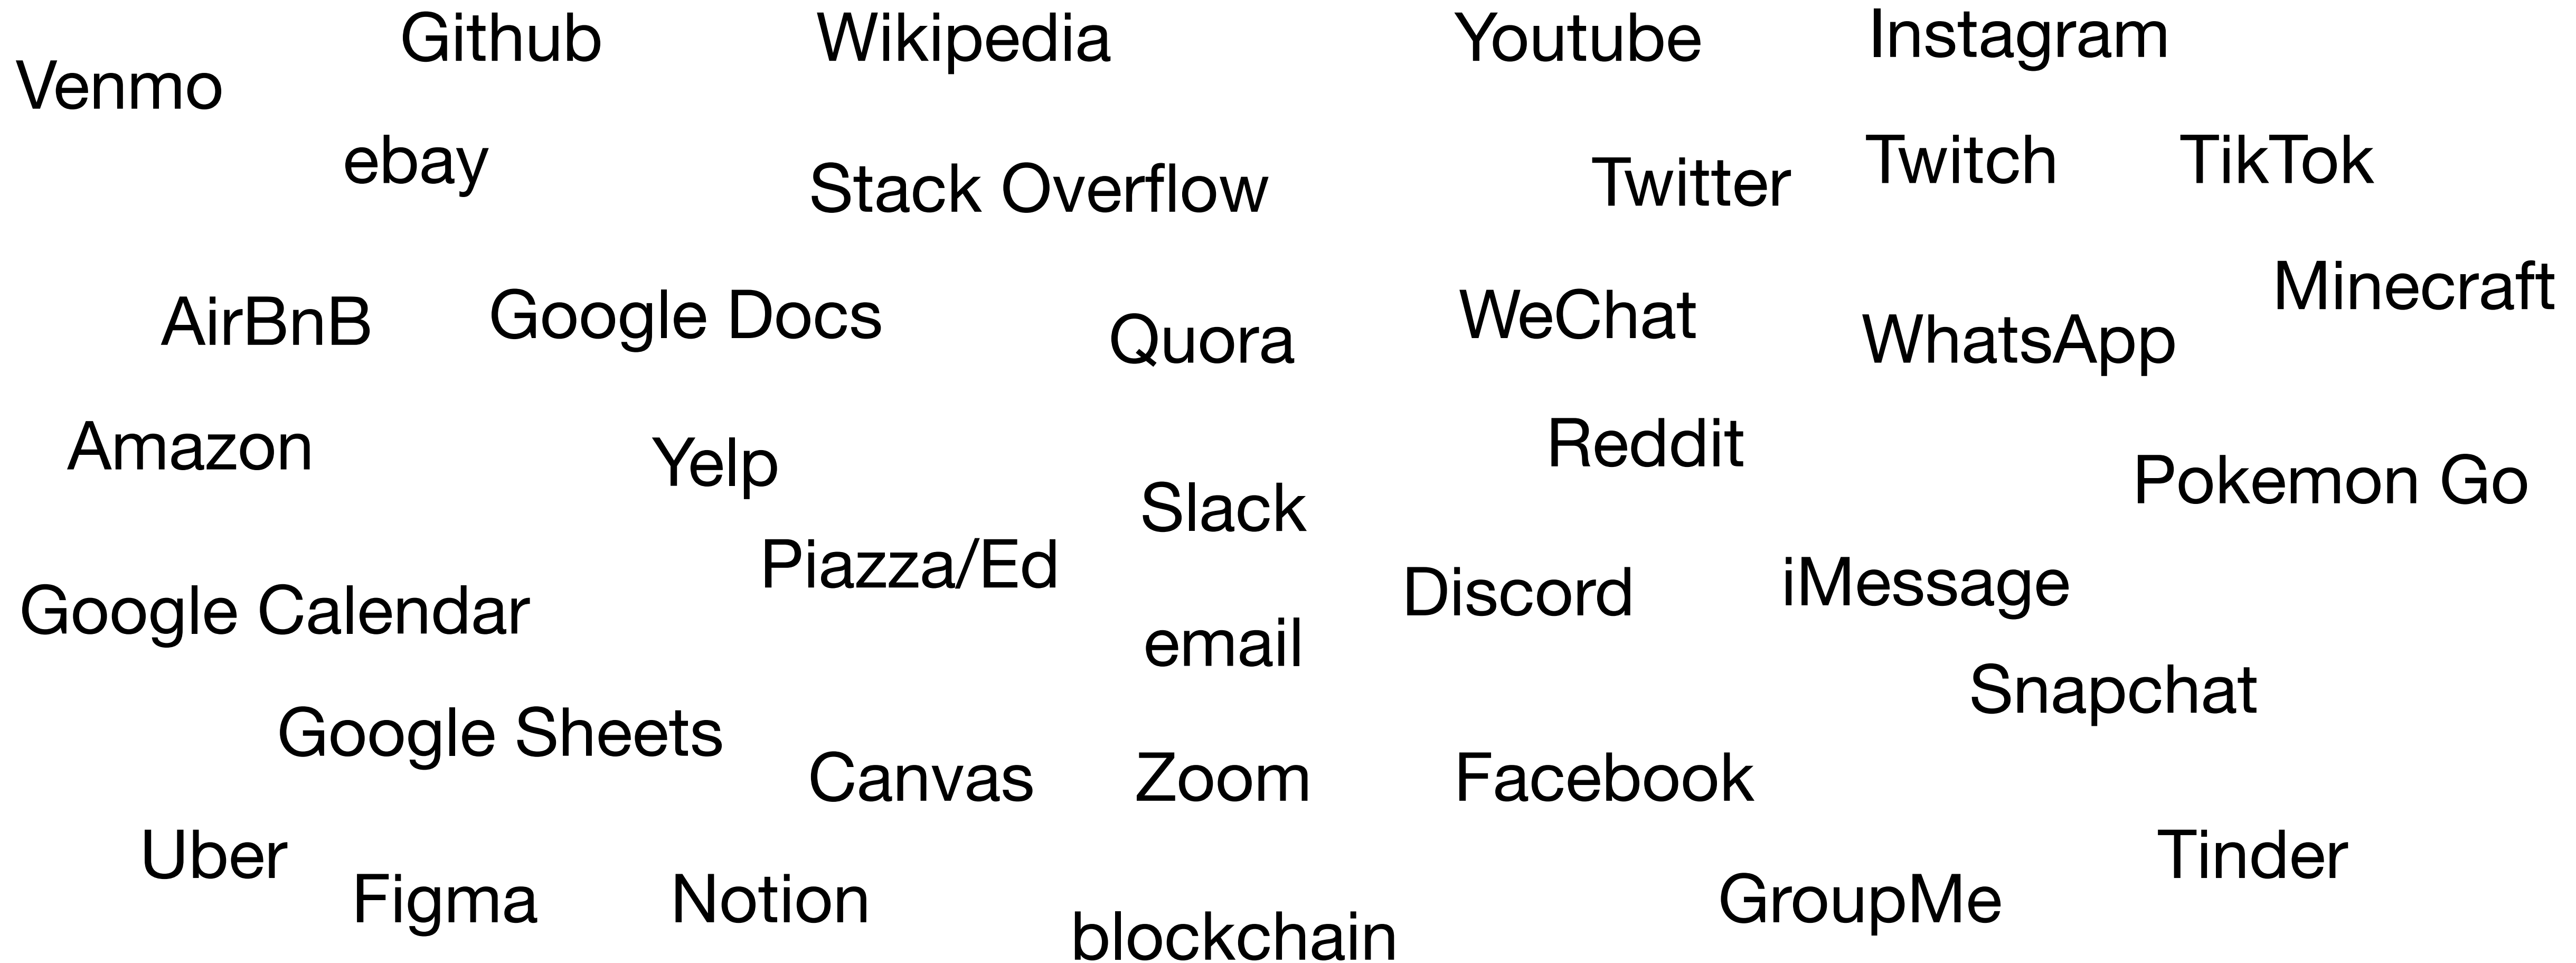 Github
Wikipedia
Youtube
Instagram
Venmo
ebay
Stack Overflow
Twitter
Twitch
TikTok
AirBnB
Google Docs
Quora
WeChat
WhatsApp
Minecraft
Amazon
Yelp
Slack
Reddit
Pokemon Go
Google Calendar
Piazza/Ed
email
Discord
iMessage
Snapchat
Google Sheets
Canvas
Zoom
Facebook
Uber
Figma
Notion
blockchain
GroupMe
Tinder